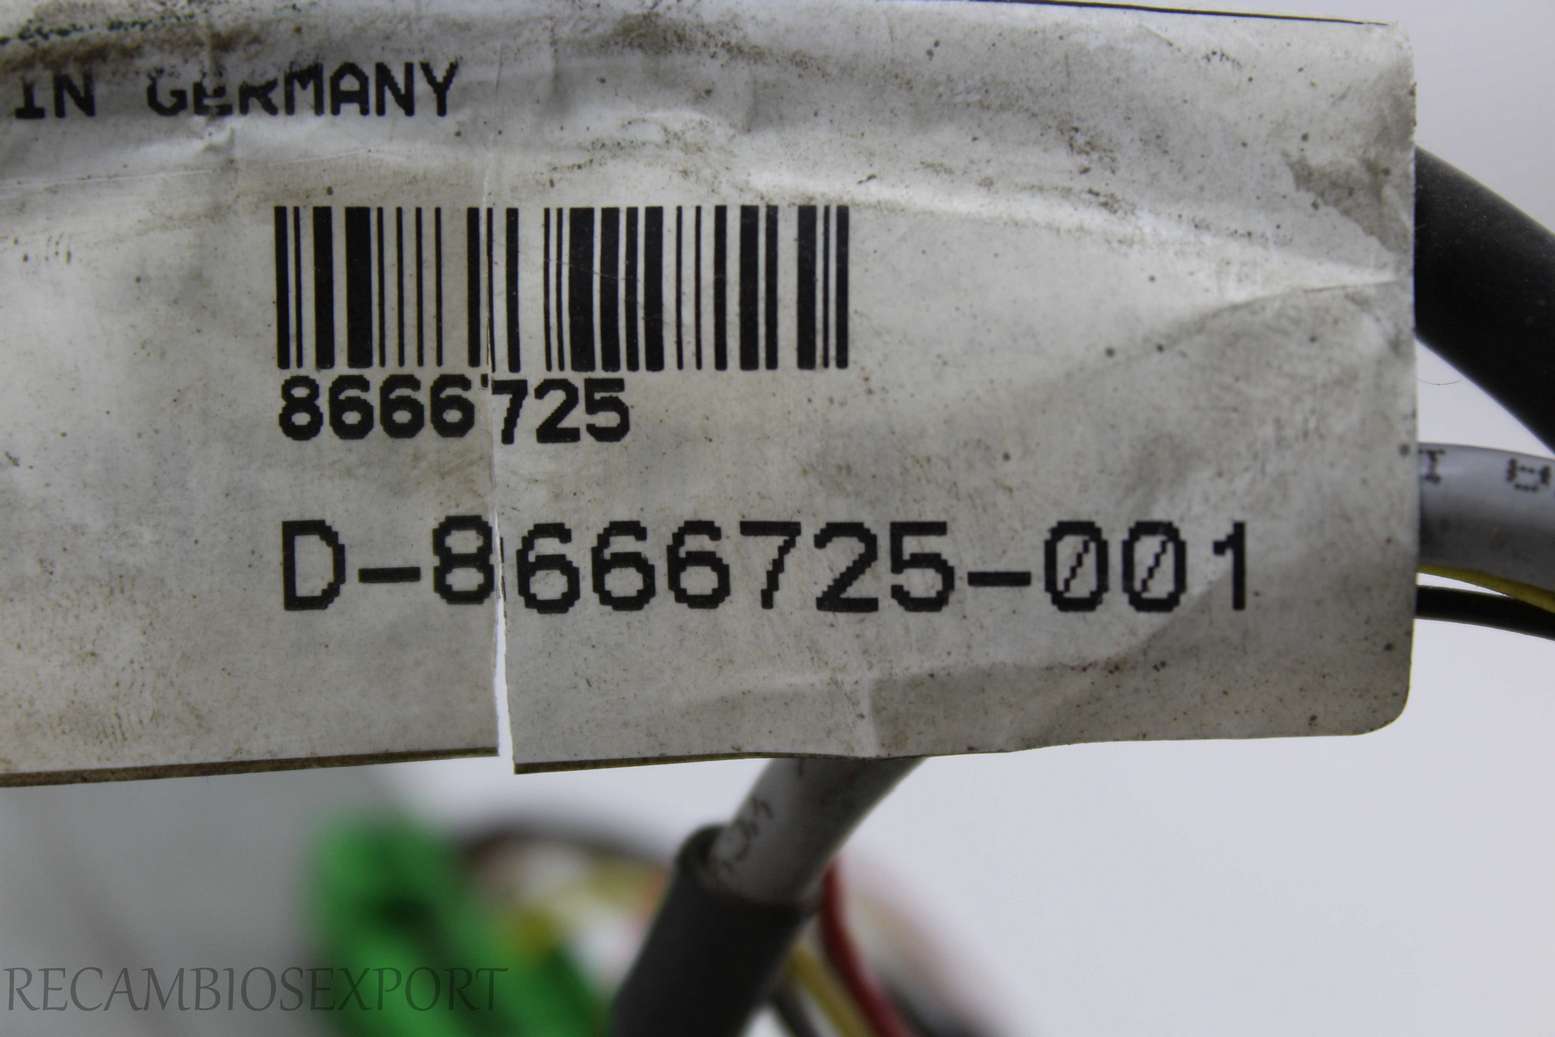 IN GERMANY
8666725
D-8666725-001
RECAMBIOSEXPORT